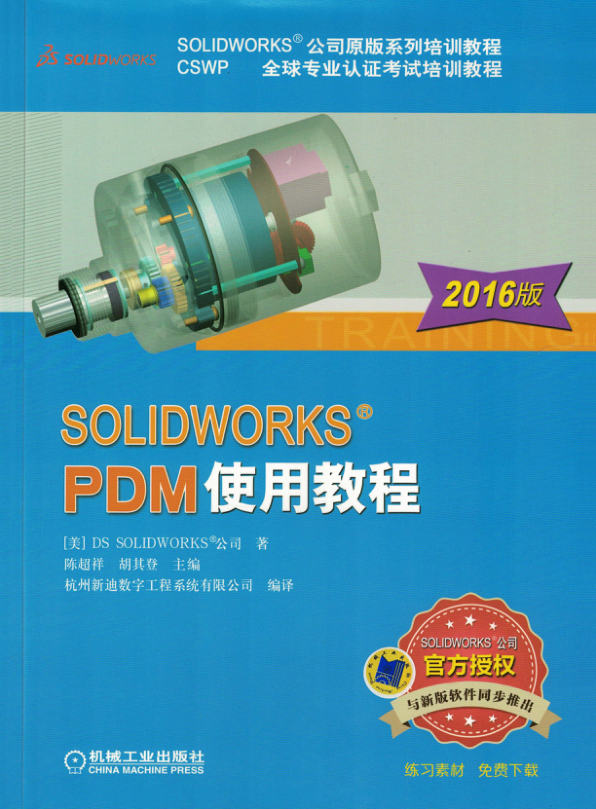 SOLIDWORKS
SOLIDWORKS® 公司原版系列培训教程
CSWP 全球专业认证考试培训教程
2016版
TRAINING
SOLIDWORKS®
PDM 使用教程
[美] DS SOLIDWORKS®公司 著
陈超祥 胡其登 主编
杭州新迪数字工程系统有限公司 编译
SOLIDWORKS®公司
官方授权
与新版软件同步推出
机械工业出版社
CHINA MACHINE PRESS
练习素材 免费下载